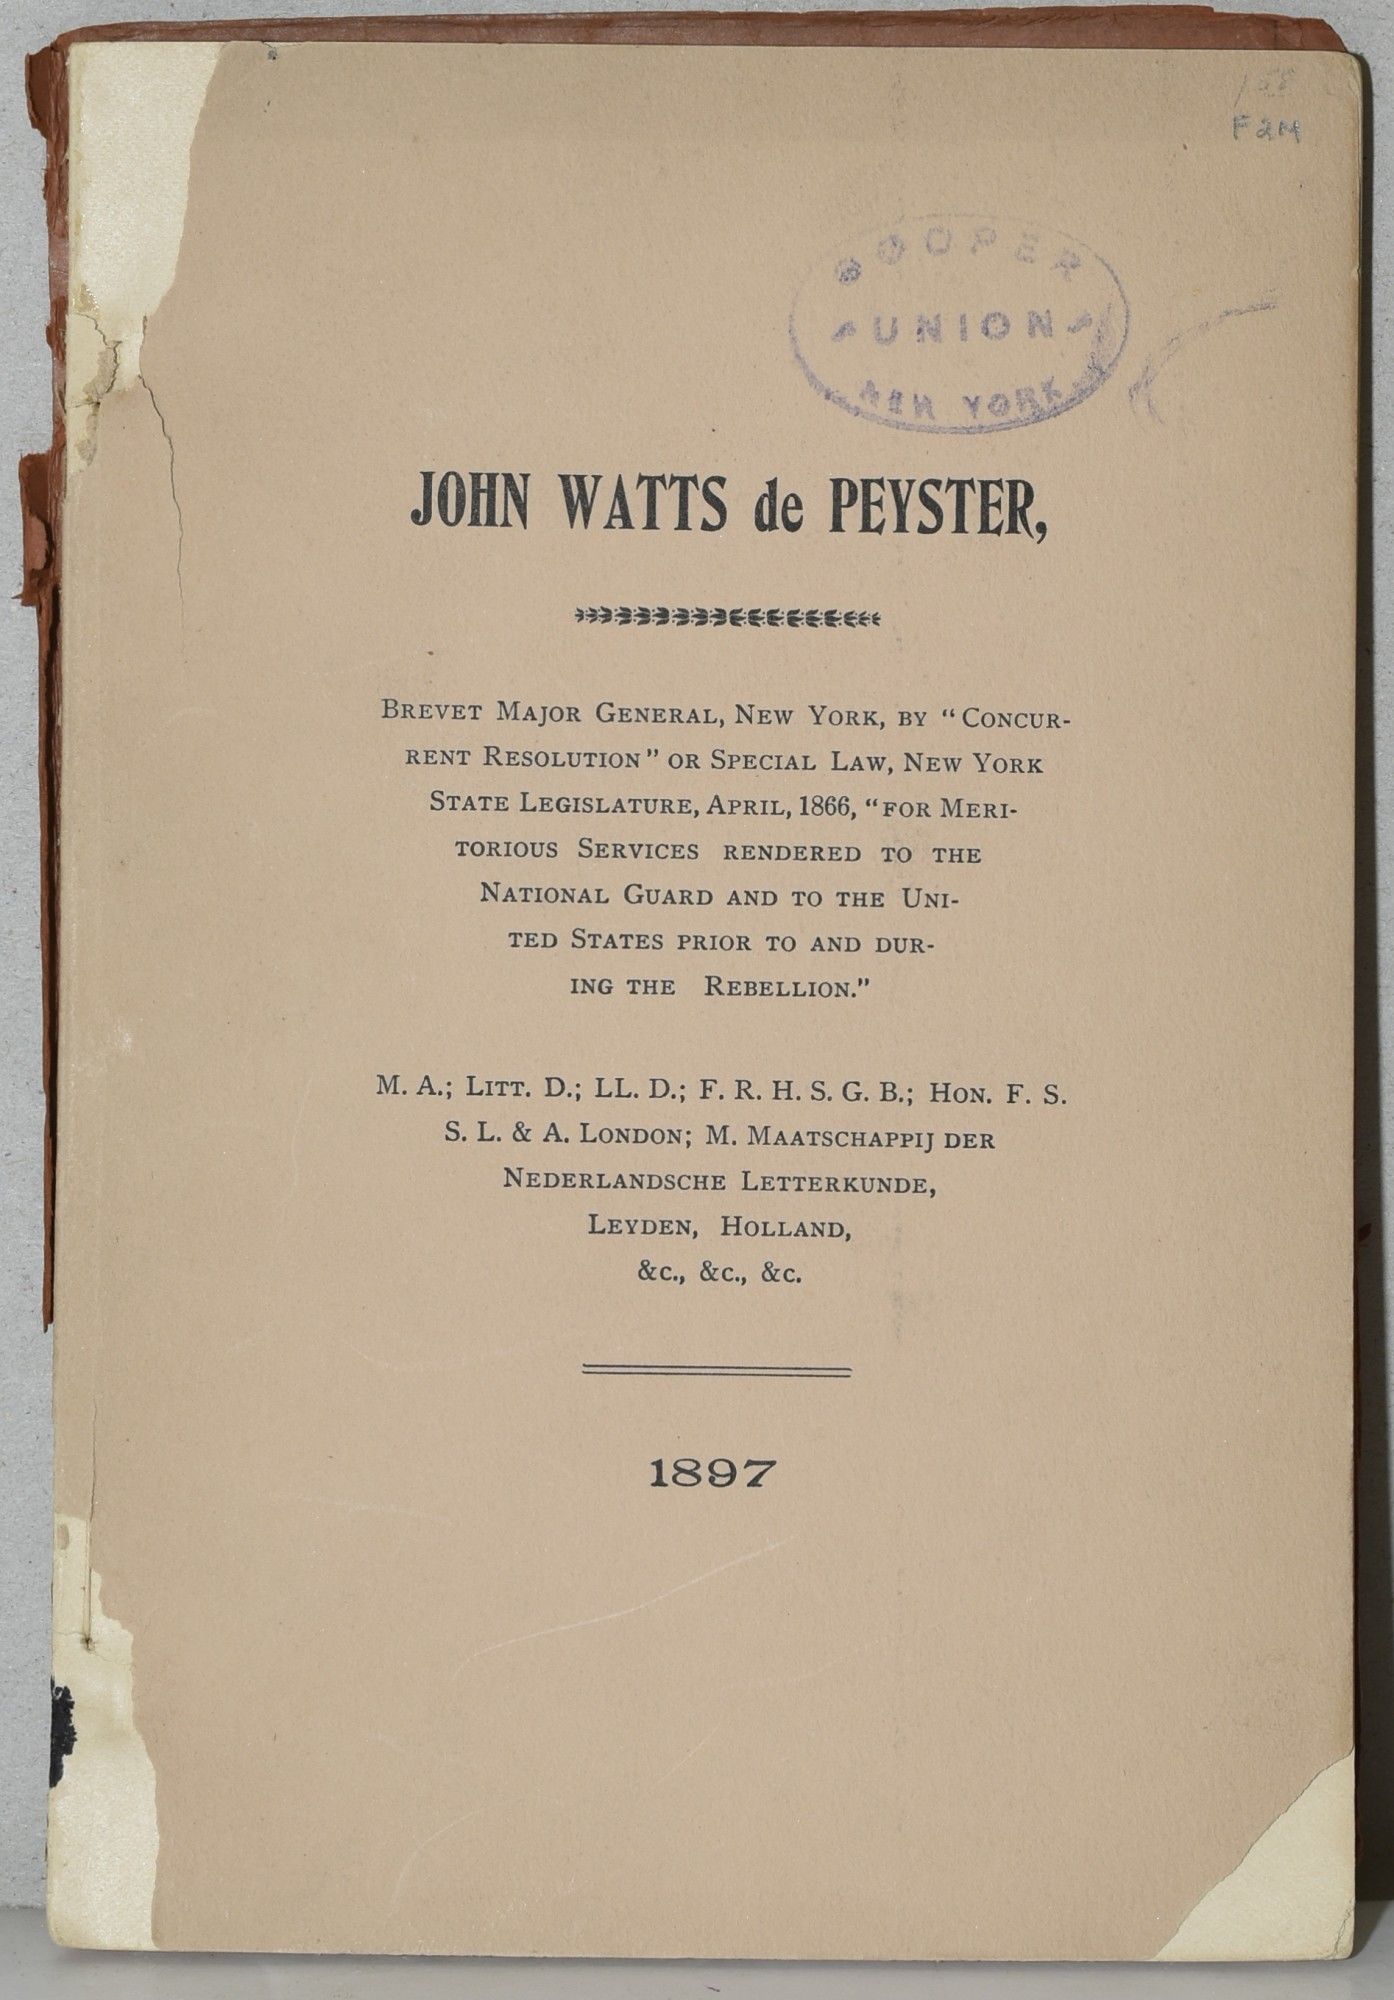 F2M
COOPER
UNION
NEW YORK
JOHN WATTS de PEYSTER,
BREVET MAJOR GENERAL, NEW YORK, BY "CONCUR-
RENT RESOLUTION" OR SPECIAL LAW, NEW YORK
STATE LEGISLATURE, APRIL, 1866, "FOR MERI-
TORIOUS SERVICES RENDERED TO THE
NATIONAL GUARD AND TO THE UNI-
TED STATES PRIOR TO AND DUR-
ING THE REBELLION."
M. A.; LITT. D.; LL. D.; F. R. H. S. G. B.; HON. F. S.
S. L. & A. LONDON; M. MAATSCHAPPIJ DER
NEDERLANDSCHE LETTERKUNDE,
LEYDEN, HOLLAND,
&C., &C., &C.
1897